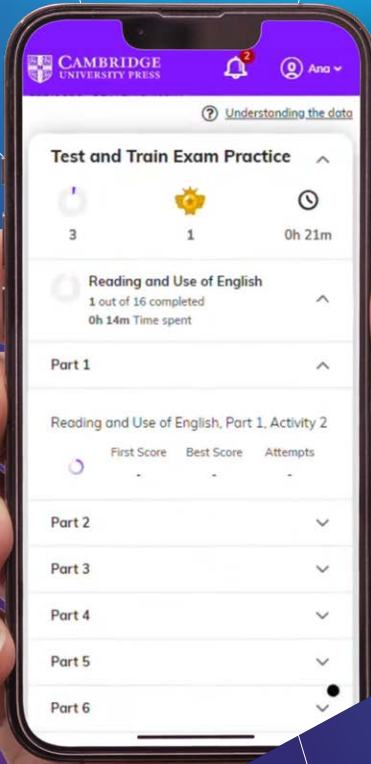 CAMBRIDGE
UNIVERSITY PRESS
2
Ana
? Understanding the data
Test and Train Exam Practice
3
1
0h 21m
Reading and Use of English
1 out of 16 completed
0h 14m Time spent
Part 1
Reading and Use of English, Part 1, Activity 2
First Score Best Score Attempts
- - -
Part 2
Part 3
Part 4
Part 5
Part 6